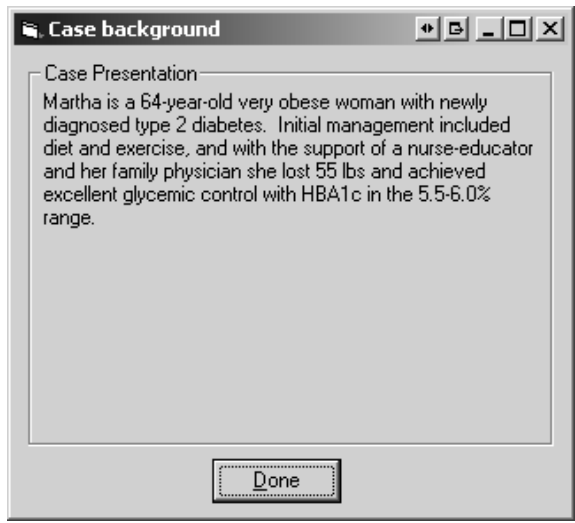 Case background
Case Presentation
Martha is a 64-year-old very obese woman with newly
diagnosed type 2 diabetes.  Initial management included
diet and exercise, and with the support of a nurse-educator
and her family physician she lost 55 lbs and achieved
excellent glycemic control with HBA1c in the 5.5-6.0%
range.
Done